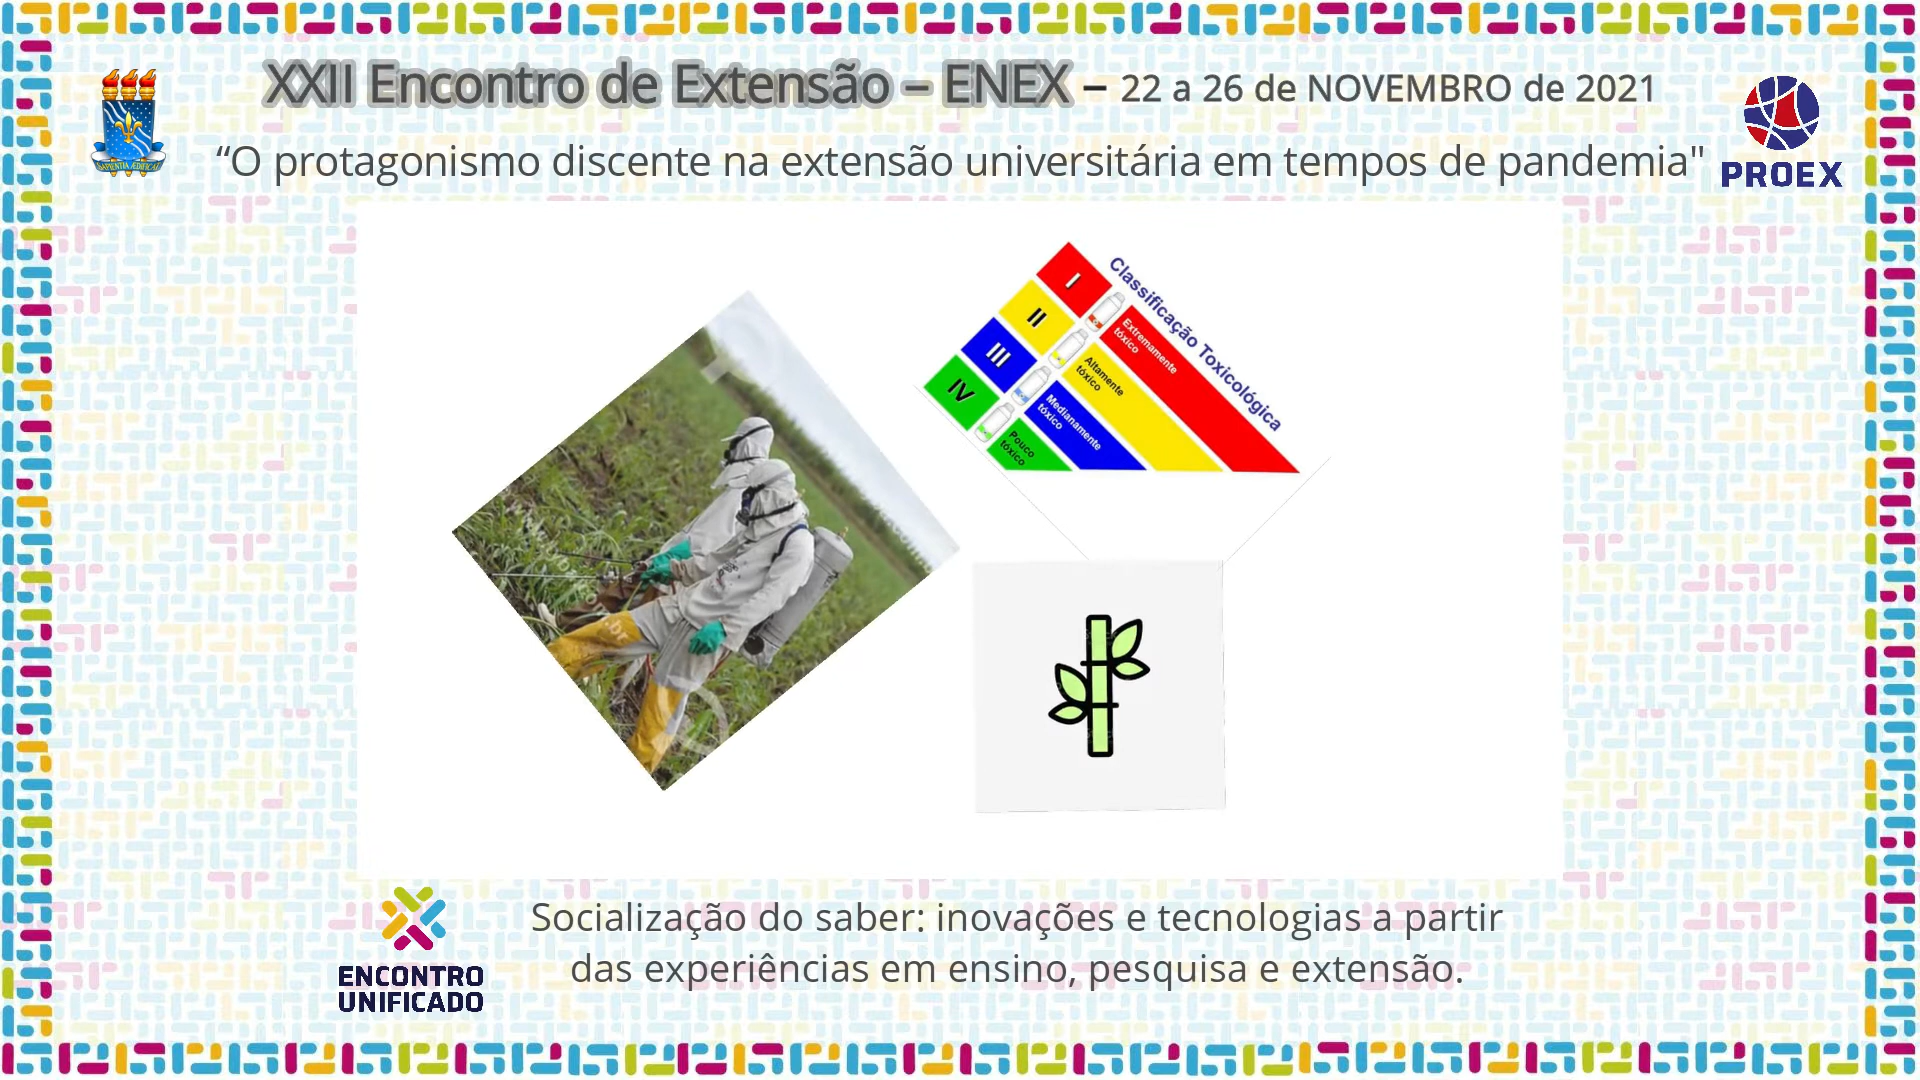 XXII Encontro de Extensão – ENEX – 22 a 26 de NOVEMBRO de 2021
“O protagonismo discente na extensão universitária em tempos de pandemia"
PROEX
Classificação Toxicológica
I
Extremamente
tóxico
II
Altamente
tóxico
III
Medianamente
tóxico
IV
Pouco
tóxico
ENCONTRO
UNIFICADO
Socialização do saber: inovações e tecnologias a partir
das experiências em ensino, pesquisa e extensão.